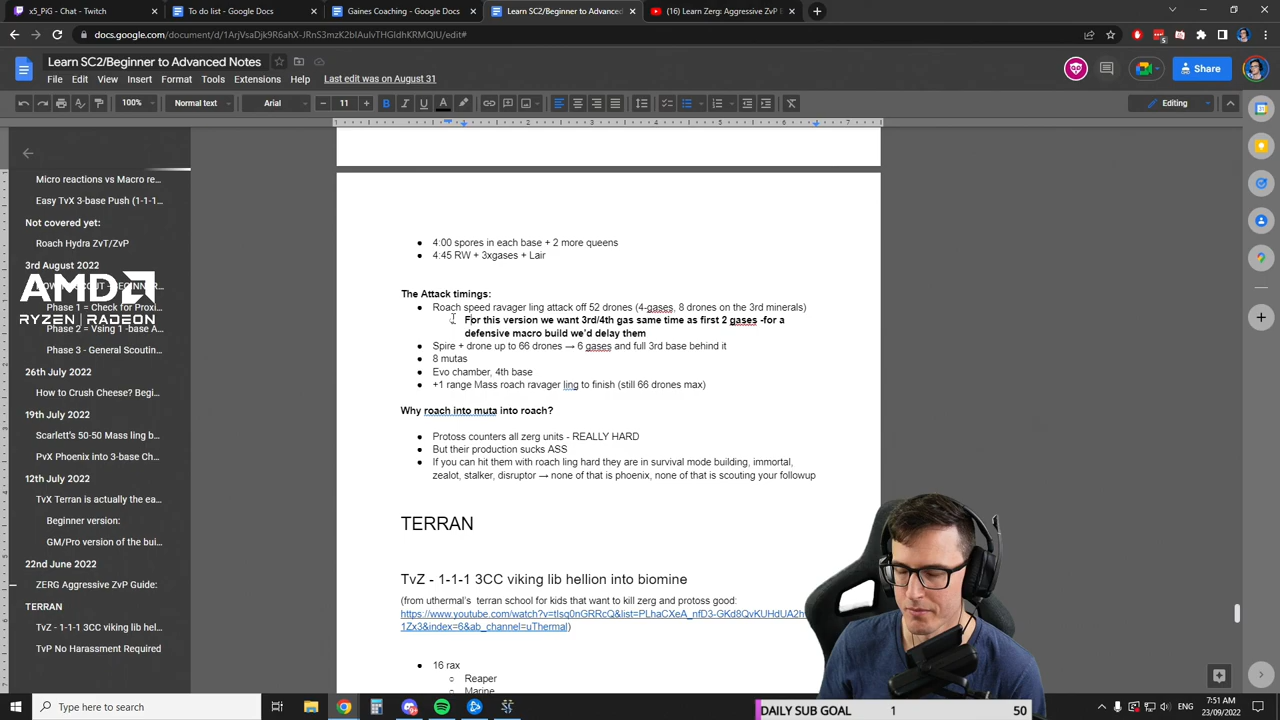 x5_PiG - Chat - Twitch
To do list - Google Docs
Gaines Coaching - Google Docs
Learn SC2/Beginner to Advanced
(16) Learn Zerg: Aggressive ZvP
Learn SC2/Beginner to Advanced Notes
File Edit View Insert Format Tools Extensions Help Last edit was on August 31
Share
100% Normal text Arial 11 Editing
4:00 spores in each base + 2 more queens
4:45 RW + 3xgases + Lair
The Attack timings:
Roach speed ravager ling attack off 52 drones (4-gases, 8 drones on the 3rd minerals)
For this version we want 3rd/4th gas same time as first 2 gases -for a
defensive macro build we'd delay them
Spire + drone up to 66 drones → 6 gases and full 3rd base behind it
8 mutas
Evo chamber, 4th base
+1 range Mass roach ravager ling to finish (still 66 drones max)
Why roach into muta into roach?
Protoss counters all zerg units - REALLY HARD
But their production sucks ASS
If you can hit them with roach ling hard they are in survival mode building, immortal,
zealot, stalker, disruptor → none of that is phoenix, none of that is scouting your followup
TERRAN
TvZ - 1-1-1 3CC viking lib hellion into biomine
(from uthermal's terran school for kids that want to kill zerg and protoss good:
16 rax
Reaper
Marine
Micro reactions vs Macro re...
Easy TvX 3-base Push (1-1-1...
Not covered yet:
Roach Hydra ZvT/ZvP
3rd August 2022
AMD
RYZEN | RADEON
Phase 1 = Check for Proxi...
Phase 2 = Vsing 1-base A...
Phase 3 - General Scoutin...
26th July 2022
How to Crush Cheese? Begi...
19th July 2022
Scarlett's 50-50 Mass ling b...
PvX Phoenix into 3-base Ch...
12th July 2022
TvX Terran is actually the ea...
Beginner version:
GM/Pro version of the bui...
22nd June 2022
ZERG Aggressive ZvP Guide:
TERRAN
TvZ - 1-1-1 3CC viking lib hell...
TvP No Harassment Required
Type here to search
DAILY SUB GOAL 1 50
ENG
7:51 AM
23/09/2022